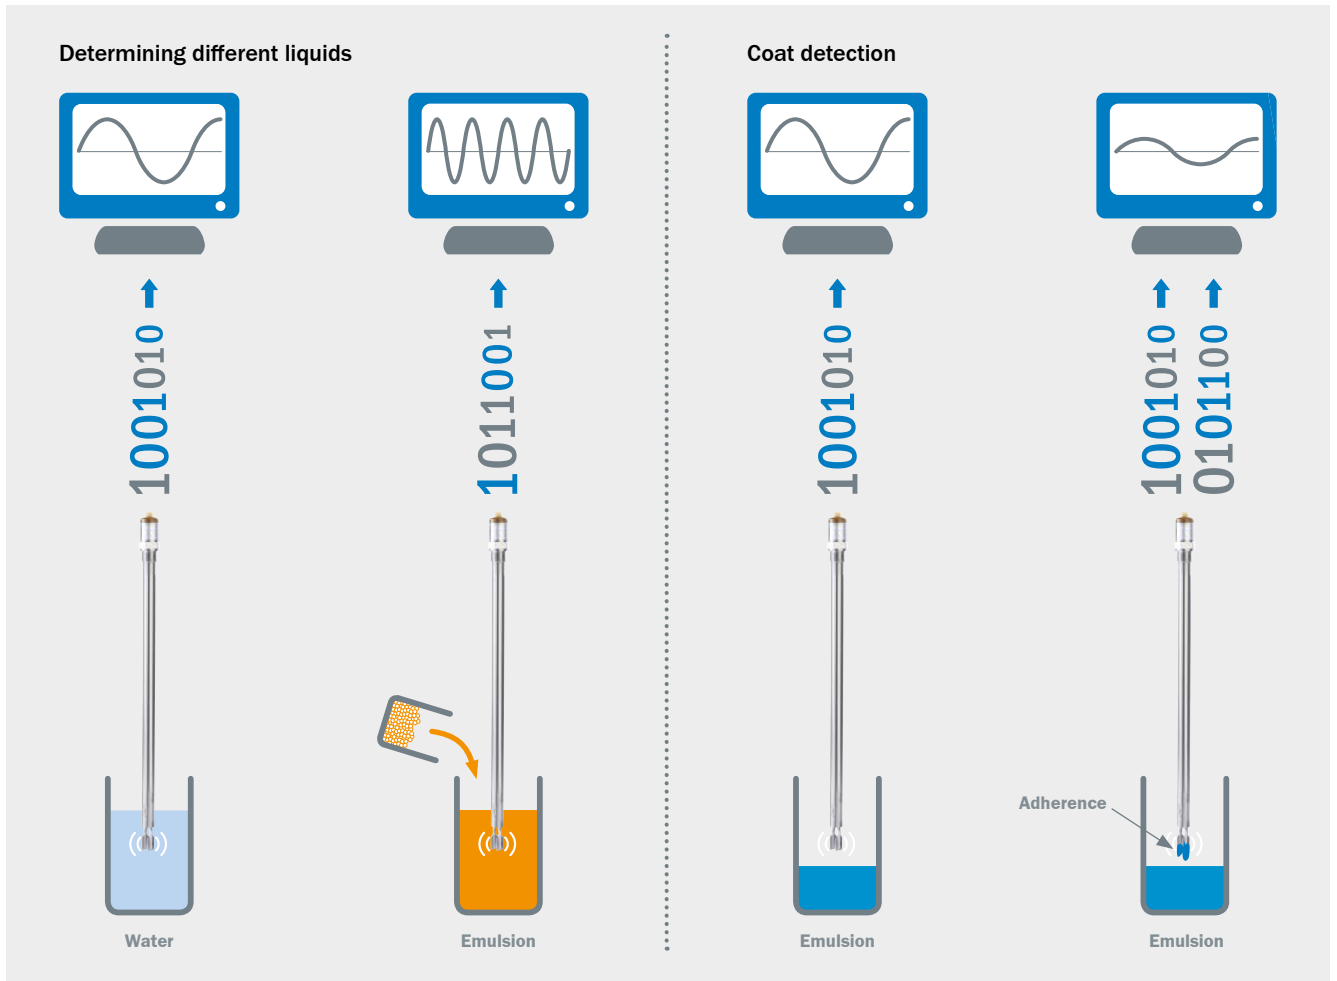 Determining different liquids
Coat detection
1001010
1011001
1001010
1001010
0101100
Adherence
Water
Emulsion
Emulsion
Emulsion